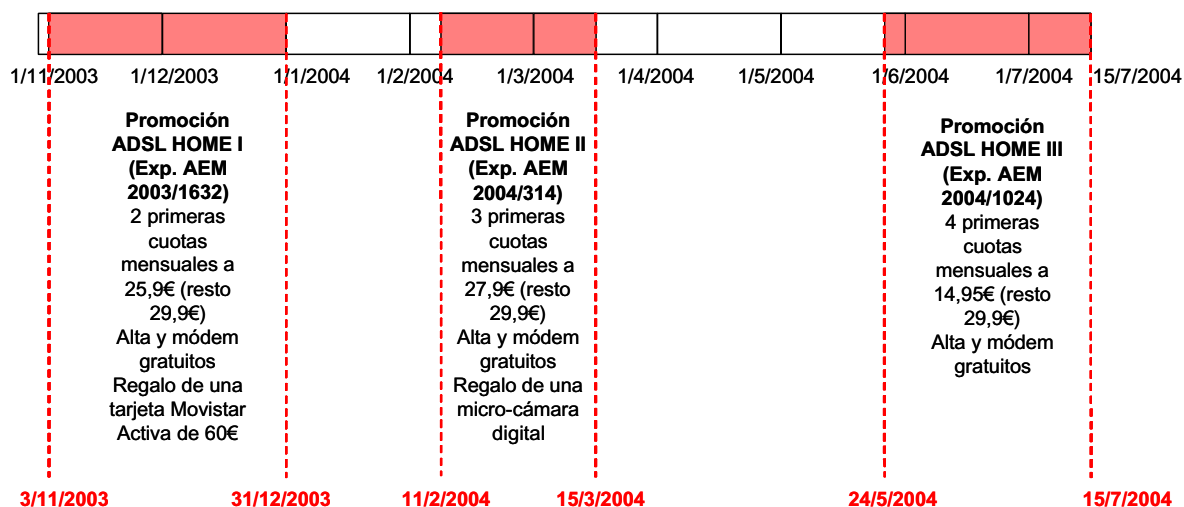 1/11/2003 1/12/2003 1/1/2004 1/2/2004 1/3/2004 1/4/2004 1/5/2004 1/6/2004 1/7/2004 15/7/2004
Promoción
ADSL HOME I
(Exp. AEM
2003/1632)
2 primeras
cuotas
mensuales a
25,9€ (resto
29,9€)
Alta y módem
gratuitos
Regalo de una
tarjeta Movistar
Activa de 60€
Promoción
ADSL HOME II
(Exp. AEM
2004/314)
3 primeras
cuotas
mensuales a
27,9€ (resto
29,9€)
Alta y módem
gratuitos
Regalo de una
micro-cámara
digital
Promoción
ADSL HOME III
(Exp. AEM
2004/1024)
4 primeras
cuotas
mensuales a
14,95€ (resto
29,9€)
Alta y módem
gratuitos
3/11/2003 31/12/2003 11/2/2004 15/3/2004 24/5/2004 15/7/2004